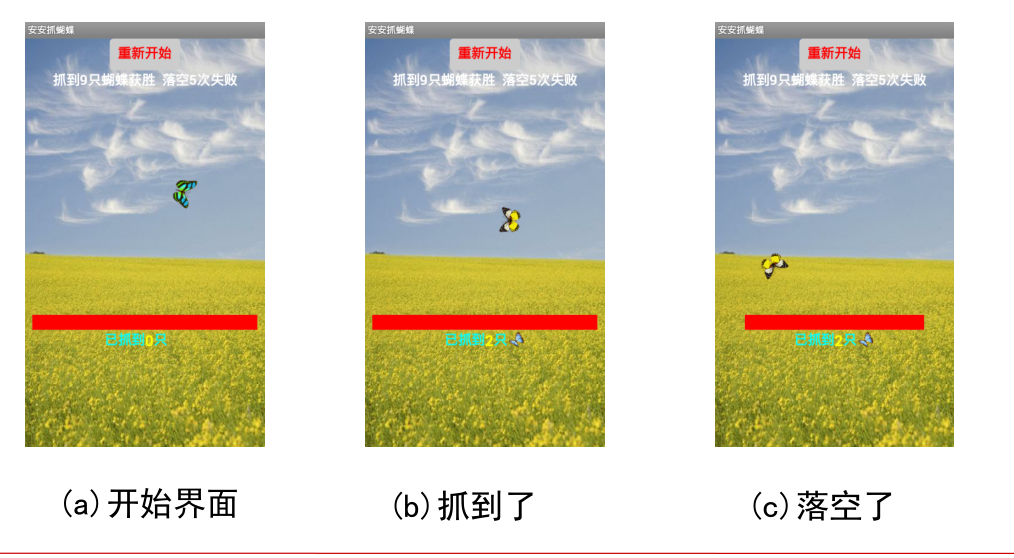 安安抓蝴蝶
重新开始
抓到9只蝴蝶获胜 落空5次失败
已抓到0只
(a)开始界面
安安抓蝴蝶
重新开始
抓到9只蝴蝶获胜 落空5次失败
已抓到2只
(b)抓到了
安安抓蝴蝶
重新开始
抓到9只蝴蝶获胜 落空5次失败
已抓到2只
(c)落空了